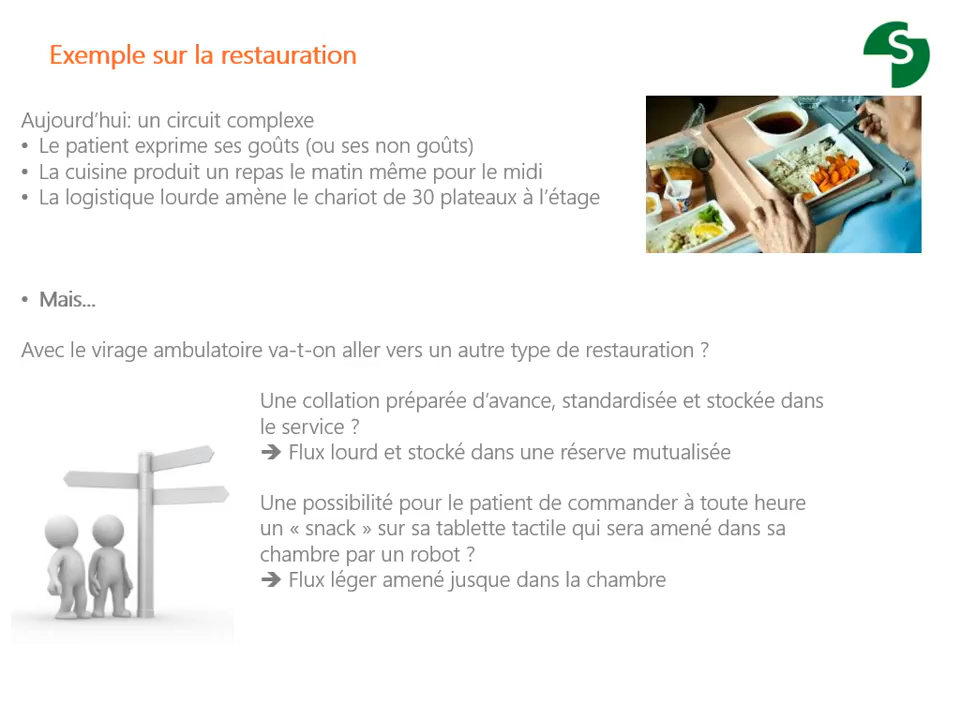 Exemple sur la restauration
S
Aujourd’hui: un circuit complexe
• Le patient exprime ses goûts (ou ses non goûts)
• La cuisine produit un repas le matin même pour le midi
• La logistique lourde amène le chariot de 30 plateaux à l’étage
• Mais...
Avec le virage ambulatoire va-t-on aller vers un autre type de restauration ?
Une collation préparée d’avance, standardisée et stockée dans
le service ?
➔ Flux lourd et stocké dans une réserve mutualisée
Une possibilité pour le patient de commander à toute heure
un « snack » sur sa tablette tactile qui sera amené dans sa
chambre par un robot ?
➔ Flux léger amené jusque dans la chambre